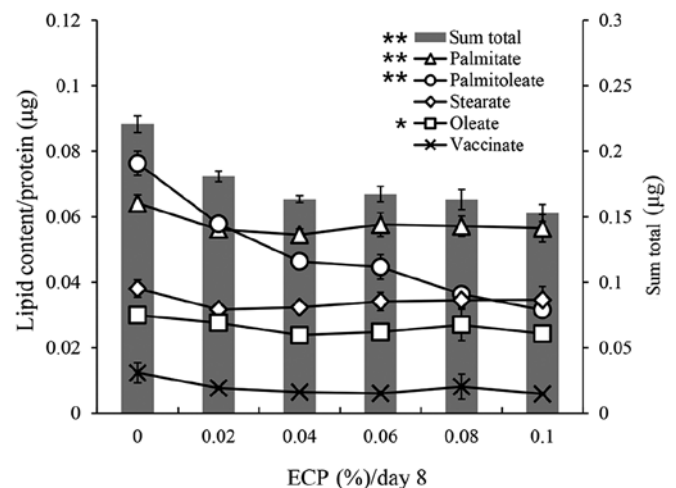 0.12
0.1
0.08
0.06
0.04
0.02
0
Lipid content/protein (μg)
** Sum total
** Palmitate
** Palmitoleate
Stearate
* Oleate
Vaccinate
0.3
0.25
0.2
0.15
0.1
0.05
0
Sum total (μg)
0 0.02 0.04 0.06 0.08 0.1
ECP (%)/day 8